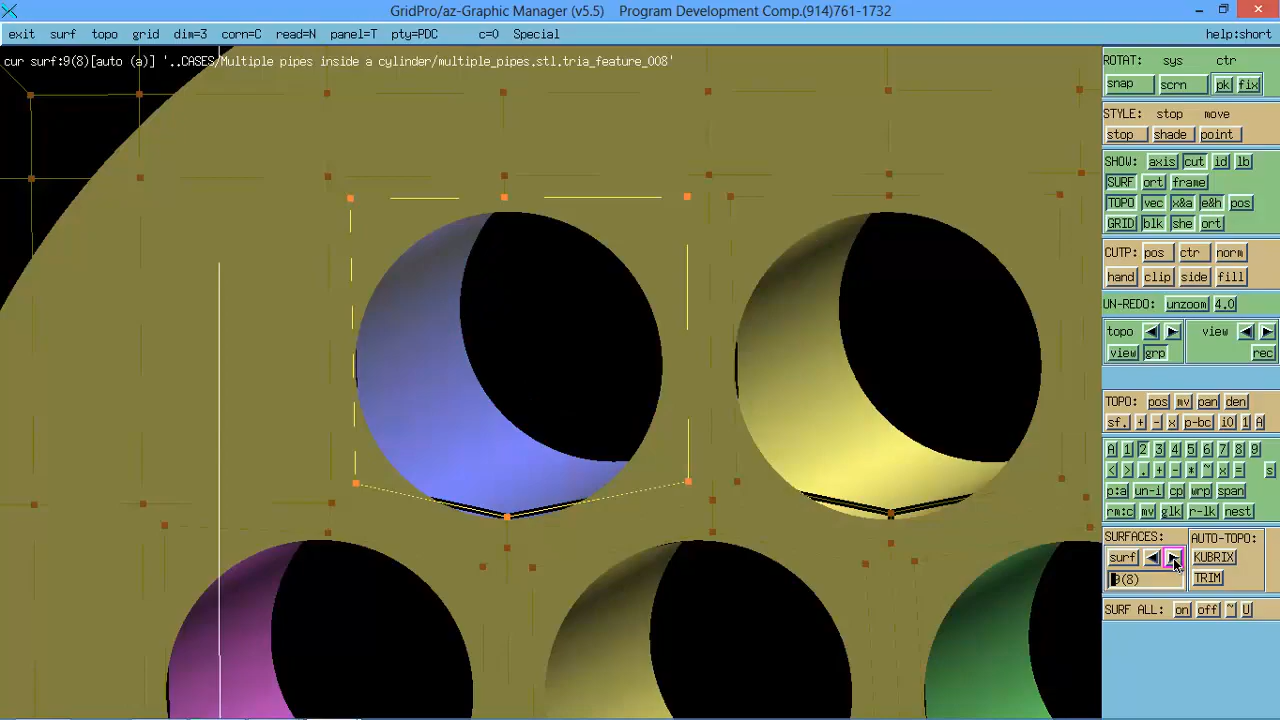 GridPro/az-Graphic Manager (v5.5) Program Development Comp.(914)761-1732
exit surf topo grid dim=3 corn=C read=N panel=T pty=PDC c=0 Special help:short
cur surf:9(8)[auto (a)] '..CASES/Multiple pipes inside a cylinder/multiple_pipes.stl.tria_feature_008'
ROTAT: sys ctr
snap scrn pk fix
STYLE: stop move
stop shade point
SHOW: axis cut id lb
SURF ort frame
TOPO vec x&a e&h pos
GRID blk she ort
CUTP: pos ctr norm
hand clip side fill
UN-REDO: unzoom 4.0
topo view
view grp rec
TOPO: pos mv pan den
sf. + - x p-bc i0 1 A
A 1 2 3 4 5 6 7 8 9
< > . + - * ~ x = s
p:a un-i cp wrp span
rm:c mv glk r-lk nest
SURFACES: AUTO-TOPO:
surf KUBRIX
9(8) TRIM
SURF ALL: on off ~ U